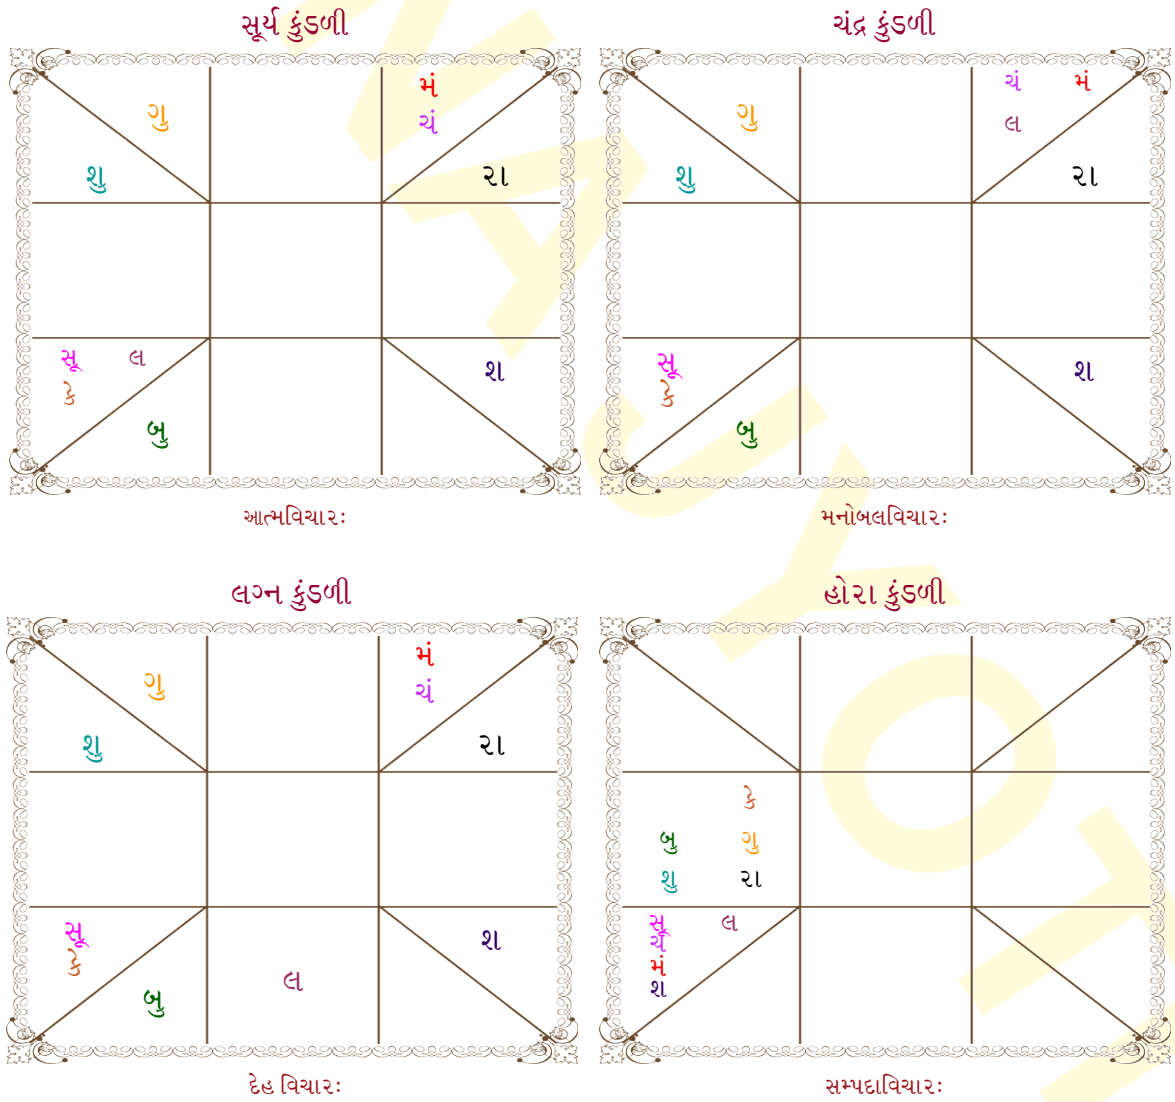 સૂર્ય કુંડળી ચંદ્ર કુંડળી
ગુ મં ગુ ચં મં
ચં લ
શુ રા શુ રા
સૂ લ શ સૂ શ
કે કે
બુ બુ
આત્મવિચારઃ મનોબલવિચારઃ
લગ્ન કુંડળી હોરા કુંડળી
ગુ મં
ચં
શુ રા
કે
બુ ગુ
શુ રા
સૂ શ સૂ લ
કે ચં
બુ લ મં
શ
દેહ વિચારઃ સમ્પદાવિચારઃ